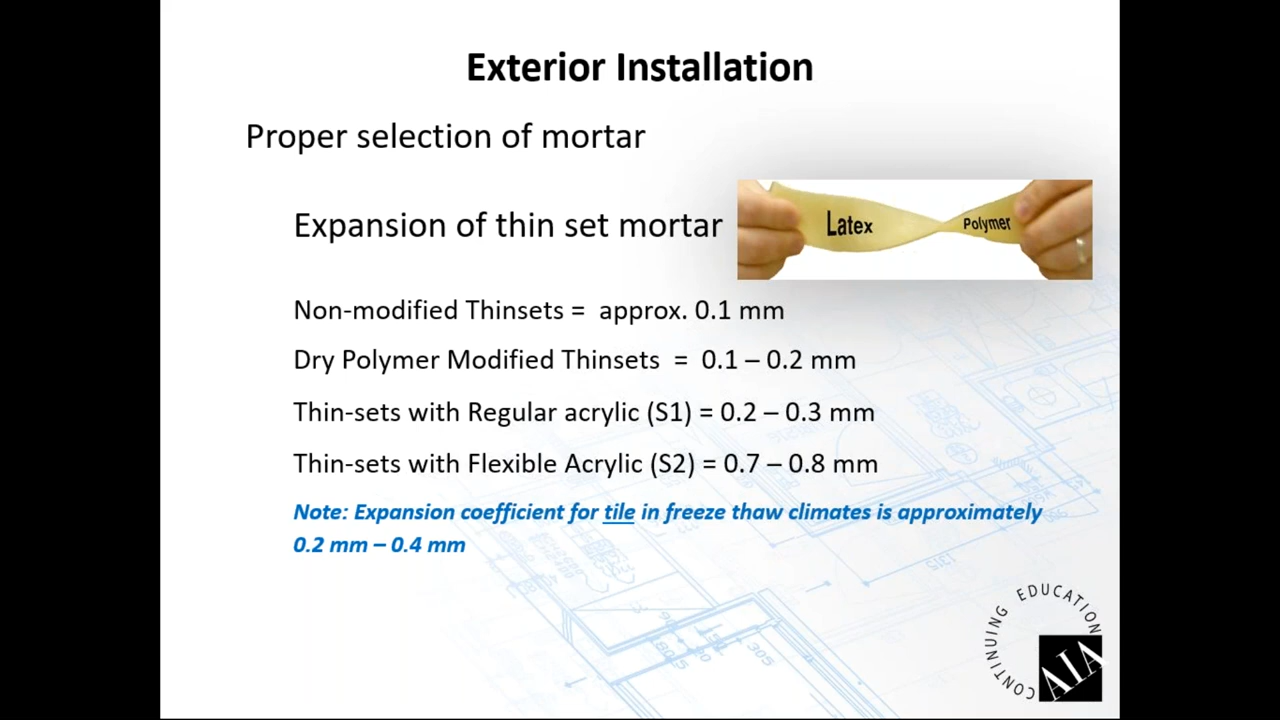 Exterior Installation
Proper selection of mortar
Expansion of thin set mortar
Latex
Polymer
Non-modified Thinsets = approx. 0.1 mm
Dry Polymer Modified Thinsets = 0.1 – 0.2 mm
Thin-sets with Regular acrylic (S1) = 0.2 – 0.3 mm
Thin-sets with Flexible Acrylic (S2) = 0.7 – 0.8 mm
Note: Expansion coefficient for tile in freeze thaw climates is approximately
0.2 mm – 0.4 mm
1315
305
CONTINUING EDUCATION
AIA